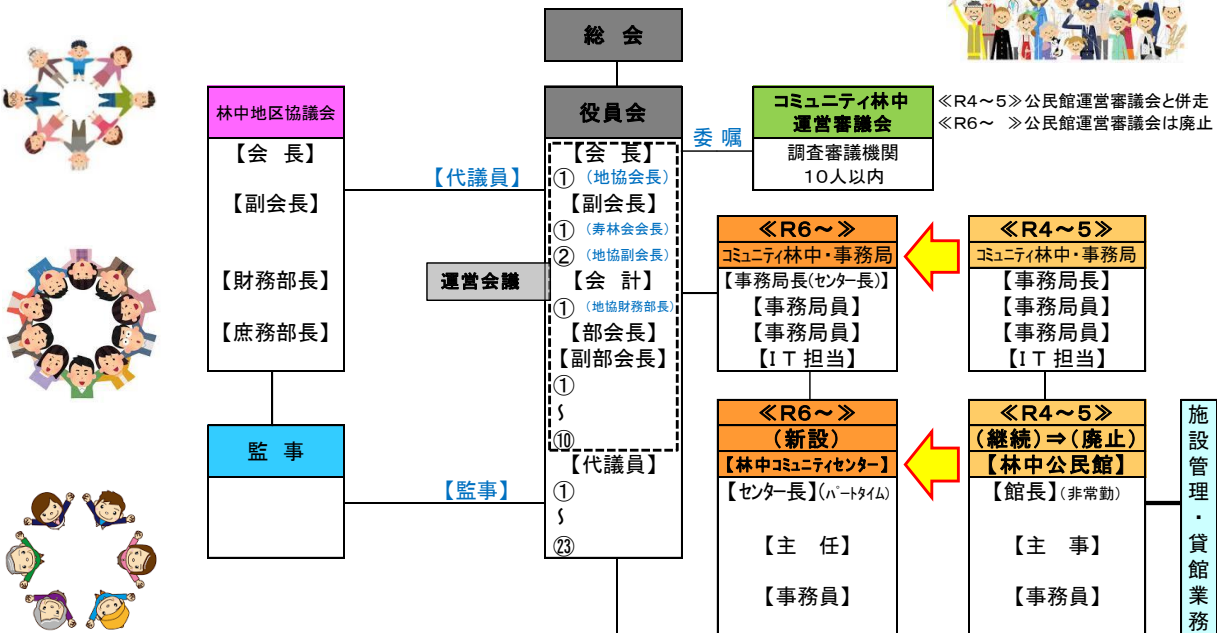 総 会
林中地区協議会
【会 長】
【副会長】
【財務部長】
【庶務部長】
監 事
【代議員】
【監事】
運営会議
役員会
【会 長】
① (地協会長)
【副会長】
① (寿林会会長)
② (地協副会長)
【会 計】
① (地協財務部長)
【部会長】
【副部会長】
①
〜
⑩
【代議員】
①
〜
㉓
委 嘱
コミュニティ林中
運営審議会
調査審議機関
10人以内
≪R4~5≫公民館運営審議会と併走
≪R6~ ≫公民館運営審議会は廃止
≪R6~≫
コミュニティ林中・事務局
【事務局長(センター長)】
【事務局員】
【事務局員】
【IT担当】
≪R4~5≫
コミュニティ林中・事務局
【事務局長】
【事務局員】
【事務局員】
【IT担当】
≪R6~≫
(新設)
【林中コミュニティセンター】
【センター長】(パートタイム)
【主 任】
【事務員】
≪R4~5≫
(継続)⇒(廃止)
【林中公民館】
【館長】(非常勤)
【主 事】
【事務員】
施設管理・貸館業務